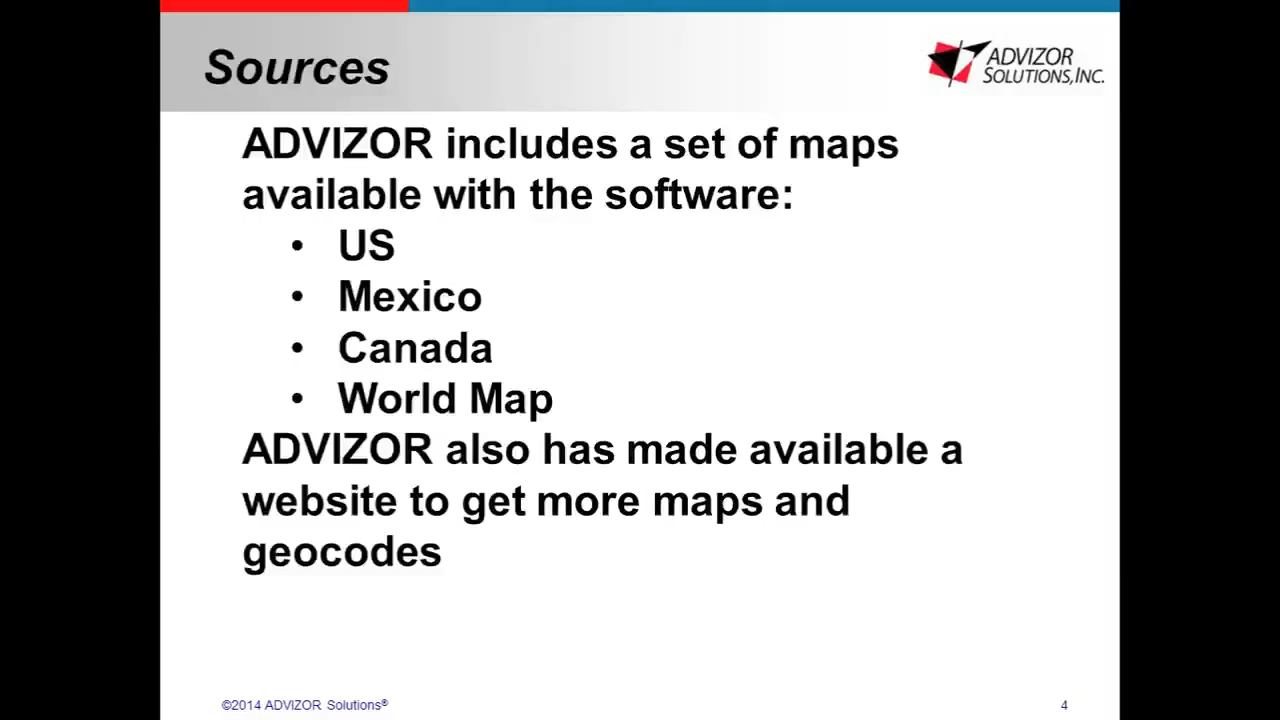 Sources
ADVIZOR
SOLUTIONS, INC.
ADVIZOR includes a set of maps
available with the software:
• US
• Mexico
• Canada
• World Map
ADVIZOR also has made available a
website to get more maps and
geocodes
©2014 ADVIZOR Solutions®
4